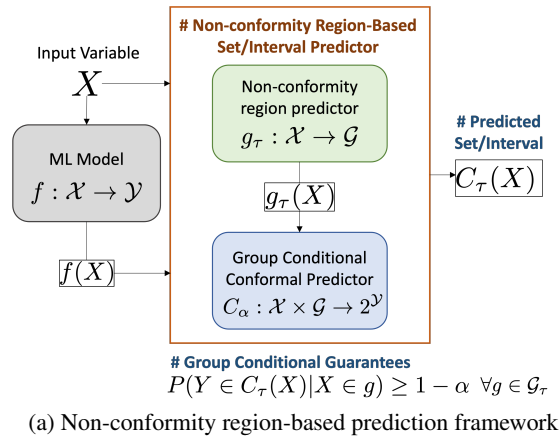 Input Variable
X
ML Model
f : 𝒳 → 𝒴
f(X)
# Non-conformity Region-Based
Set/Interval Predictor
Non-conformity
region predictor
g_τ : 𝒳 → 𝒢
g_τ(X)
Group Conditional
Conformal Predictor
C_α : 𝒳 × 𝒢 → 2^𝒴
# Predicted
Set/Interval
C_τ(X)
# Group Conditional Guarantees
P(Y ∈ C_τ(X)|X ∈ g) ≥ 1 − α ∀g ∈ 𝒢_τ
(a) Non-conformity region-based prediction framework